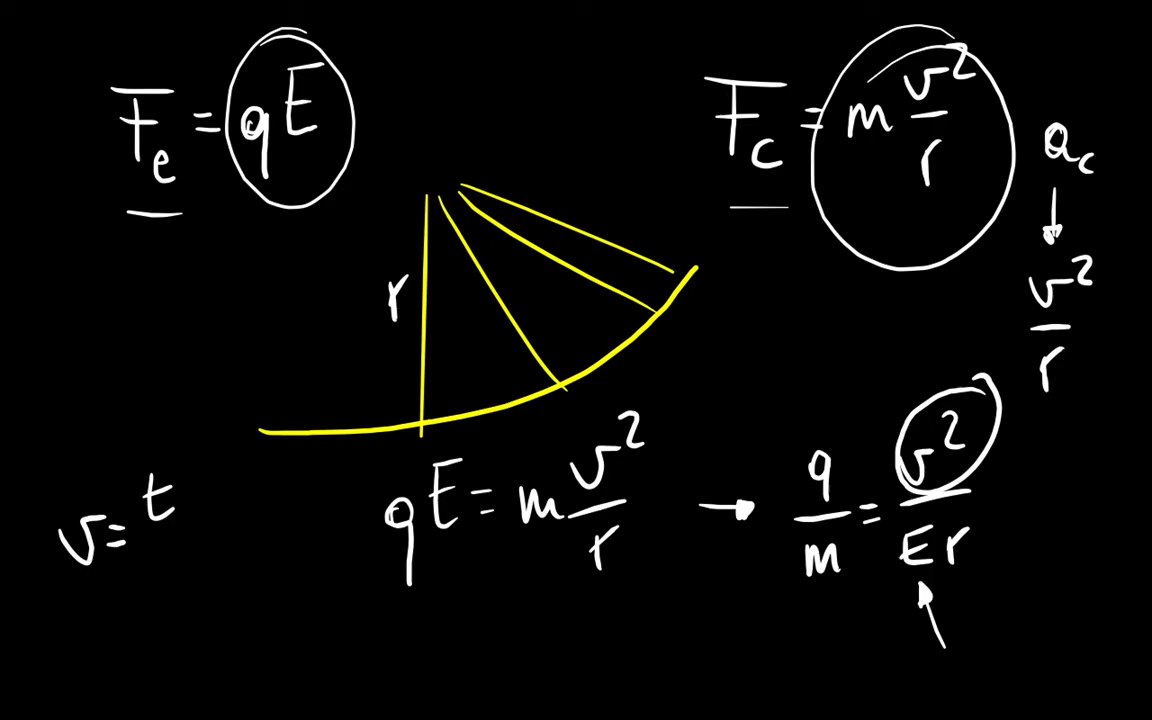 Fe = qE
Fc = m v²/r
ac
↓
v²/r
r
v = t
qE = m v²/r → q/m = v²/Er